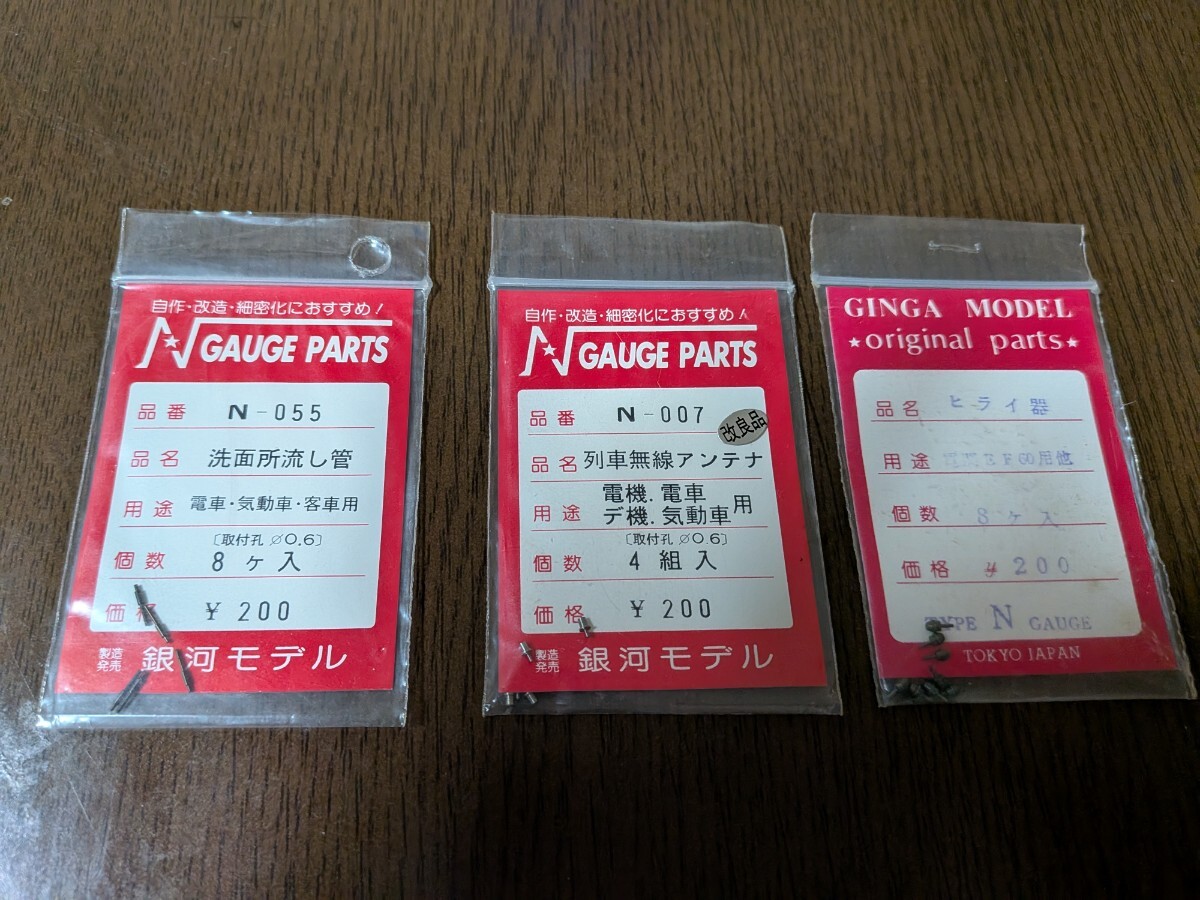 自作・改造・細密化におすすめ!
N GAUGE PARTS
品番 N-055
品名 洗面所流し管
用途 電車・気動車・客車用
〔取付孔 ∅0.6〕
個数 8ヶ入
価格 ¥200
製造
発売 銀河モデル
自作・改造・細密化におすすめ!
N GAUGE PARTS
品番 N-007
改良品
品名 列車無線アンテナ
用途 電機.電車
デ機.気動車 用
〔取付孔 ∅0.6〕
個数 4組入
価格 ¥200
製造
発売 銀河モデル
GINGA MODEL
★original parts★
品名 ヒライ器
用途 EF60用他
個数 8ヶ入
価格 ¥200
TYPE N GAUGE
TOKYO JAPAN